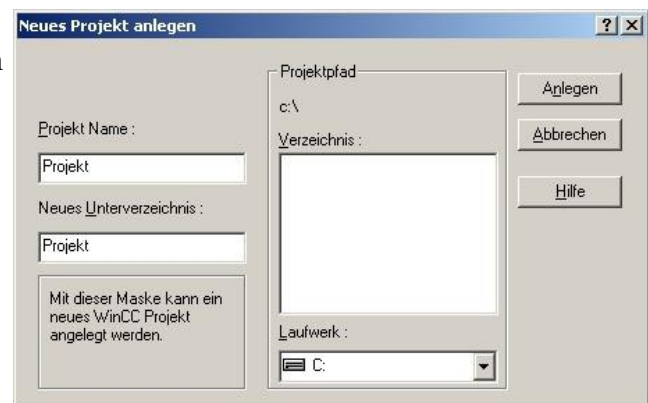 Neues Projekt anlegen
Projekt Name :
Projekt
Neues Unterverzeichnis :
Projekt
Mit dieser Maske kann ein
neues WinCC Projekt
angelegt werden.
Projektpfad
c:\
Verzeichnis :
Laufwerk :
C:
Anlegen
Abbrechen
Hilfe